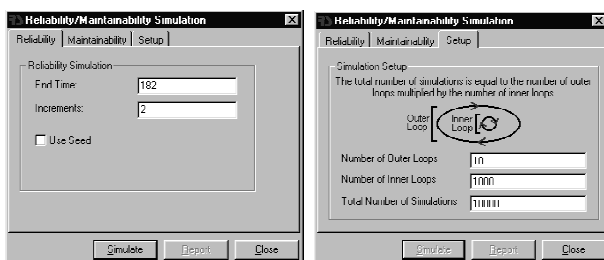 Reliability/Maintainability Simulation
Reliability Maintainability Setup
Reliability Simulation
End Time: 182
Increments: 2
Use Seed
Simulate Report Close
Reliability/Maintainability Simulation
Reliability Maintainability Setup
Simulation Setup
The total number of simulations is equal to the number of outer
loops multipled by the number of inner loops
Outer
Loop
Inner
Loop
Number of Outer Loops 10
Number of Inner Loops 1000
Total Number of Simulations 10000
Simulate Report Close